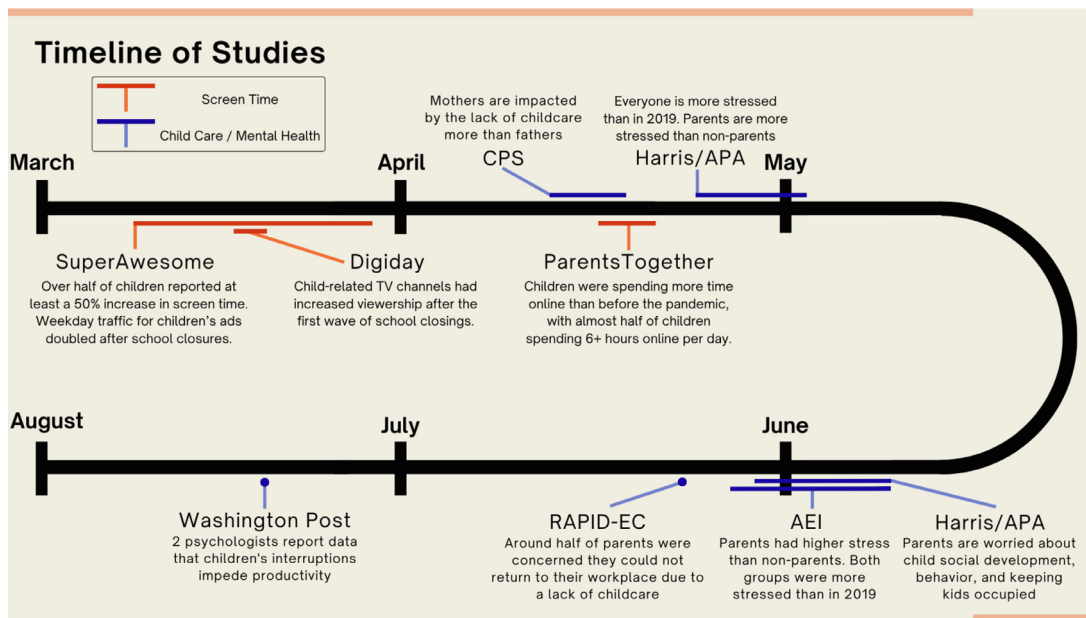 Timeline of Studies
Screen Time
Child Care / Mental Health
Mothers are impacted
by the lack of childcare
more than fathers
CPS
Everyone is more stressed
than in 2019. Parents are more
stressed than non-parents
Harris/APA
March
April
May
SuperAwesome
Over half of children reported at
least a 50% increase in screen time.
Weekday traffic for children's ads
doubled after school closures.
Digiday
Child-related TV channels had
increased viewership after the
first wave of school closings.
ParentsTogether
Children were spending more time
online than before the pandemic,
with almost half of children
spending 6+ hours online per day.
August
July
June
Washington Post
2 psychologists report data
that children's interruptions
impede productivity
RAPID-EC
Around half of parents were
concerned they could not
return to their workplace due to
a lack of childcare
AEI
Parents had higher stress
than non-parents. Both
groups were more
stressed than in 2019
Harris/APA
Parents are worried about
child social development,
behavior, and keeping
kids occupied